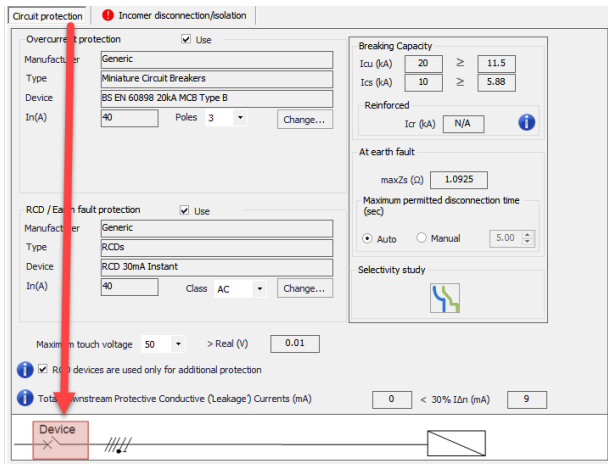 Circuit protection
Incomer disconnection/isolation
Overcurrent protection Use
Manufacturer Generic
Type Miniature Circuit Breakers
Device BS EN 60898 20kA MCB Type B
In(A) 40 Poles 3 Change...
RCD / Earth fault protection Use
Manufacturer Generic
Type RCDs
Device RCD 30mA Instant
In(A) 40 Class AC Change...
Breaking Capacity
Icu (kA) 20 ≥ 11.5
Ics (kA) 10 ≥ 5.88
Reinforced
Icr (kA) N/A
At earth fault
maxZs (Ω) 1.0925
Maximum permitted disconnection time
(sec)
Auto Manual 5.00
Selectivity study
Maximum touch voltage 50 > Real (V) 0.01
RCD devices are used only for additional protection
Total Downstream Protective Conductive ('Leakage') Currents (mA) 0 < 30% IΔn (mA) 9
Device